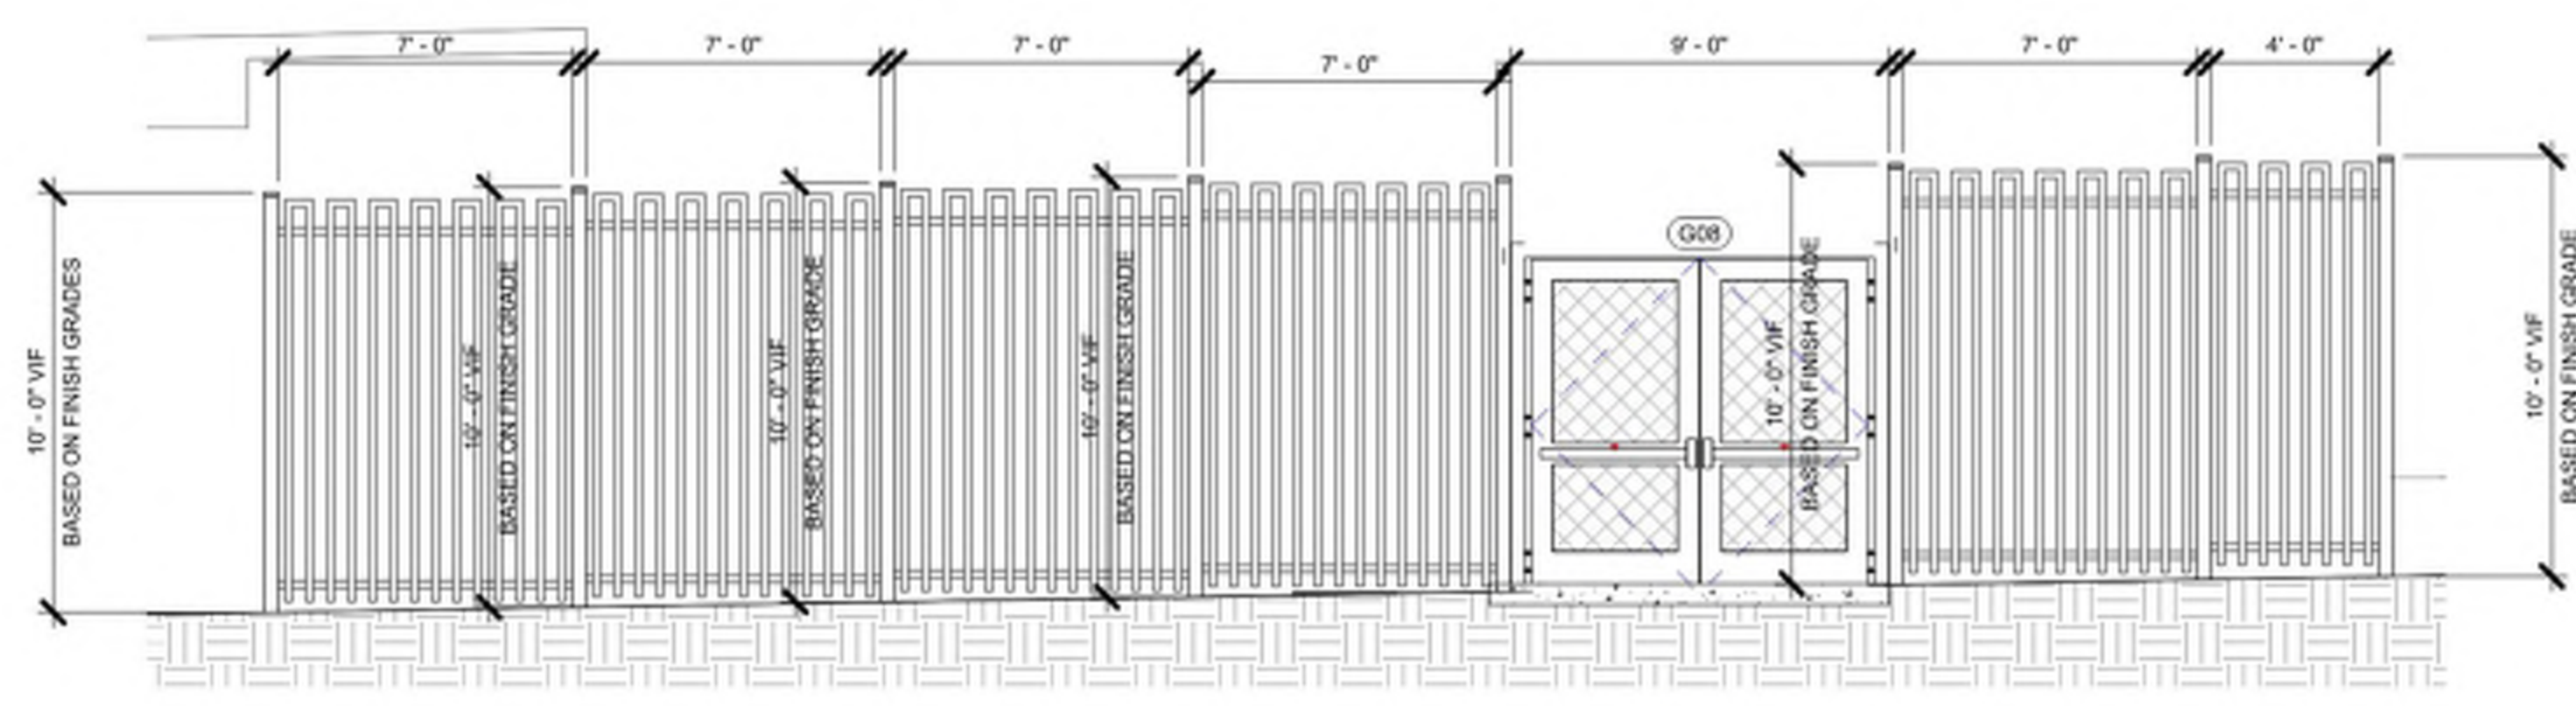 7' - 0"
7' - 0"
7' - 0"
7' - 0"
9' - 0"
7' - 0"
4' - 0"
G08
10' - 0" VIF
BASED ON FINISH GRADES
10' - 0" VIF
BASED ON FINISH GRADE
10' - 0" VIF
BASED ON FINISH GRADE
10' - 0" VIF
BASED ON FINISH GRADE
10' - 0" VIF
BASED ON FINISH GRADE
10' - 0" VIF
BASED ON FINISH GRADE